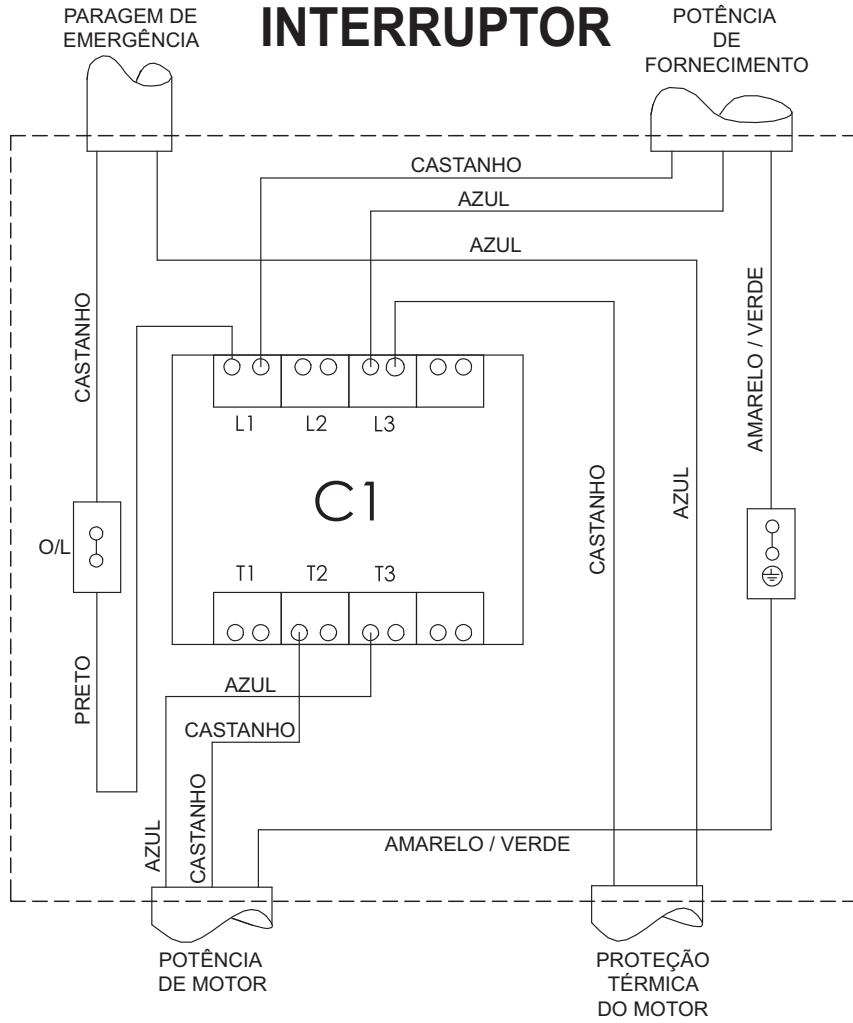 PARAGEM DE
EMERGÊNCIA
INTERRUPTOR
POTÊNCIA
DE
FORNECIMENTO
CASTANHO
AZUL
AZUL
CASTANHO
AMARELO / VERDE
L1
L2
L3
C1
CASTANHO
AZUL
O/L
T1
T2
T3
PRETO
AZUL
CASTANHO
AZUL
CASTANHO
AMARELO / VERDE
POTÊNCIA
DE MOTOR
PROTEÇÃO
TÉRMICA
DO MOTOR